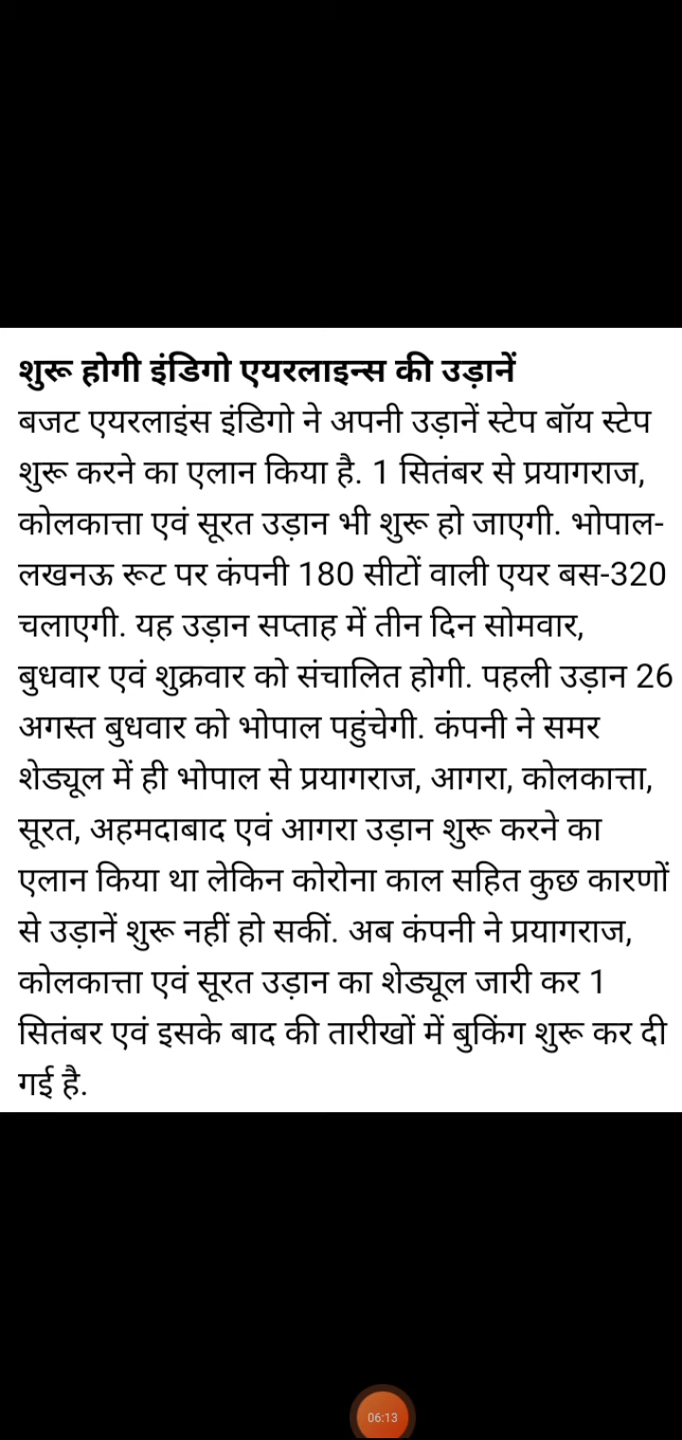 शुरू होगी इंडिगो एयरलाइन्स की उड़ानें
बजट एयरलाइंस इंडिगो ने अपनी उड़ानें स्टेप बॉय स्टेप
शुरू करने का एलान किया है. 1 सितंबर से प्रयागराज,
कोलकात्ता एवं सूरत उड़ान भी शुरू हो जाएगी. भोपाल-
लखनऊ रूट पर कंपनी 180 सीटों वाली एयर बस-320
चलाएगी. यह उड़ान सप्ताह में तीन दिन सोमवार,
बुधवार एवं शुक्रवार को संचालित होगी. पहली उड़ान 26
अगस्त बुधवार को भोपाल पहुंचेगी. कंपनी ने समर
शेड्यूल में ही भोपाल से प्रयागराज, आगरा, कोलकात्ता,
सूरत, अहमदाबाद एवं आगरा उड़ान शुरू करने का
एलान किया था लेकिन कोरोना काल सहित कुछ कारणों
से उड़ानें शुरू नहीं हो सकीं. अब कंपनी ने प्रयागराज,
कोलकात्ता एवं सूरत उड़ान का शेड्यूल जारी कर 1
सितंबर एवं इसके बाद की तारीखों में बुकिंग शुरू कर दी
गई है.
06:13